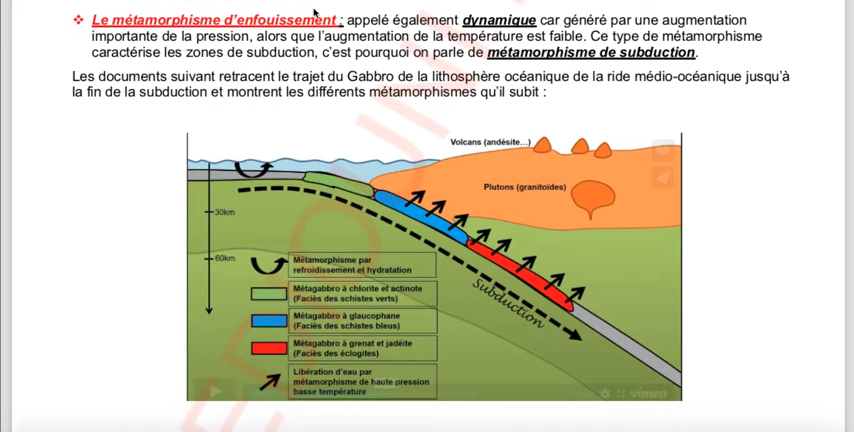 ❖ Le métamorphisme d'enfouissement : appelé également dynamique car généré par une augmentation
importante de la pression, alors que l'augmentation de la température est faible. Ce type de métamorphisme
caractérise les zones de subduction, c'est pourquoi on parle de métamorphisme de subduction.
Les documents suivant retracent le trajet du Gabbro de la lithosphère océanique de la ride médio-océanique jusqu'à
la fin de la subduction et montrent les différents métamorphismes qu'il subit :
Volcans (andésite...)
Plutons (granitoïdes)
30km
60km
Métamorphisme par
refroidissement et hydratation
Métagabbro à chlorite et actinote
(Faciès des schistes verts)
Métagabbro à glaucophane
(Faciès des schistes bleus)
Métagabbro à grenat et jadéite
(Faciès des éclogites)
Libération d'eau par
métamorphisme de haute pression
basse température
Subduction
vimeo